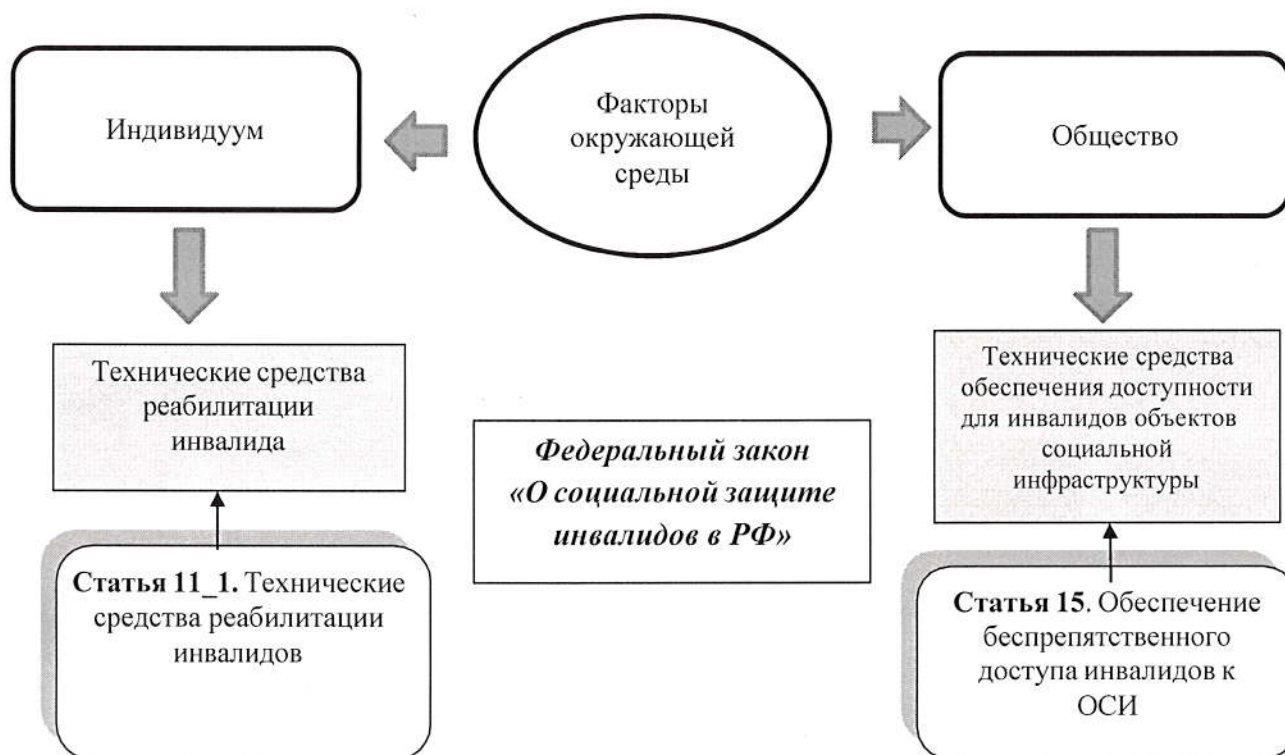 Индивидуум
Факторы
окружающей
среды
Общество
Технические средства
реабилитации
инвалида
Федеральный закон
«О социальной защите
инвалидов в РФ»
Технические средства
обеспечения доступности
для инвалидов объектов
социальной
инфраструктуры
Статья 11_1. Технические
средства реабилитации
инвалидов
Статья 15. Обеспечение
беспрепятственного
доступа инвалидов к
ОСИ